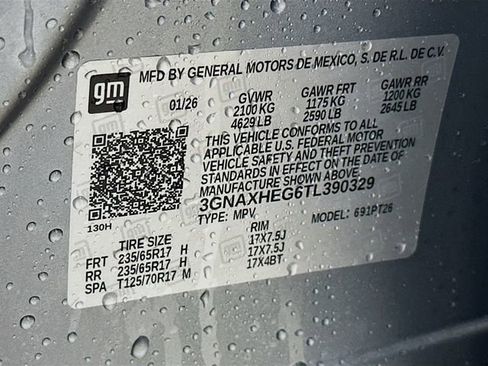 gm
MFD BY GENERAL MOTORS DE MEXICO, S. DE R.L. DE C.V.
01/26 GVWR GAWR FRT GAWR RR
2100 KG 1175 KG 1200 KG
4629 LB 2590 LB 2645 LB
THIS VEHICLE CONFORMS TO ALL
APPLICABLE U.S. FEDERAL MOTOR
VEHICLE SAFETY AND THEFT PREVENTION
STANDARDS IN EFFECT ON THE DATE OF
3GNAXHEG6TL390329
130H TYPE: MPV MODEL: 691PT26
TIRE SIZE RIM
FRT 235/65R17 H 17X7.5J
RR 235/65R17 H 17X7.5J
SPA T125/70R17 M 17X4BT